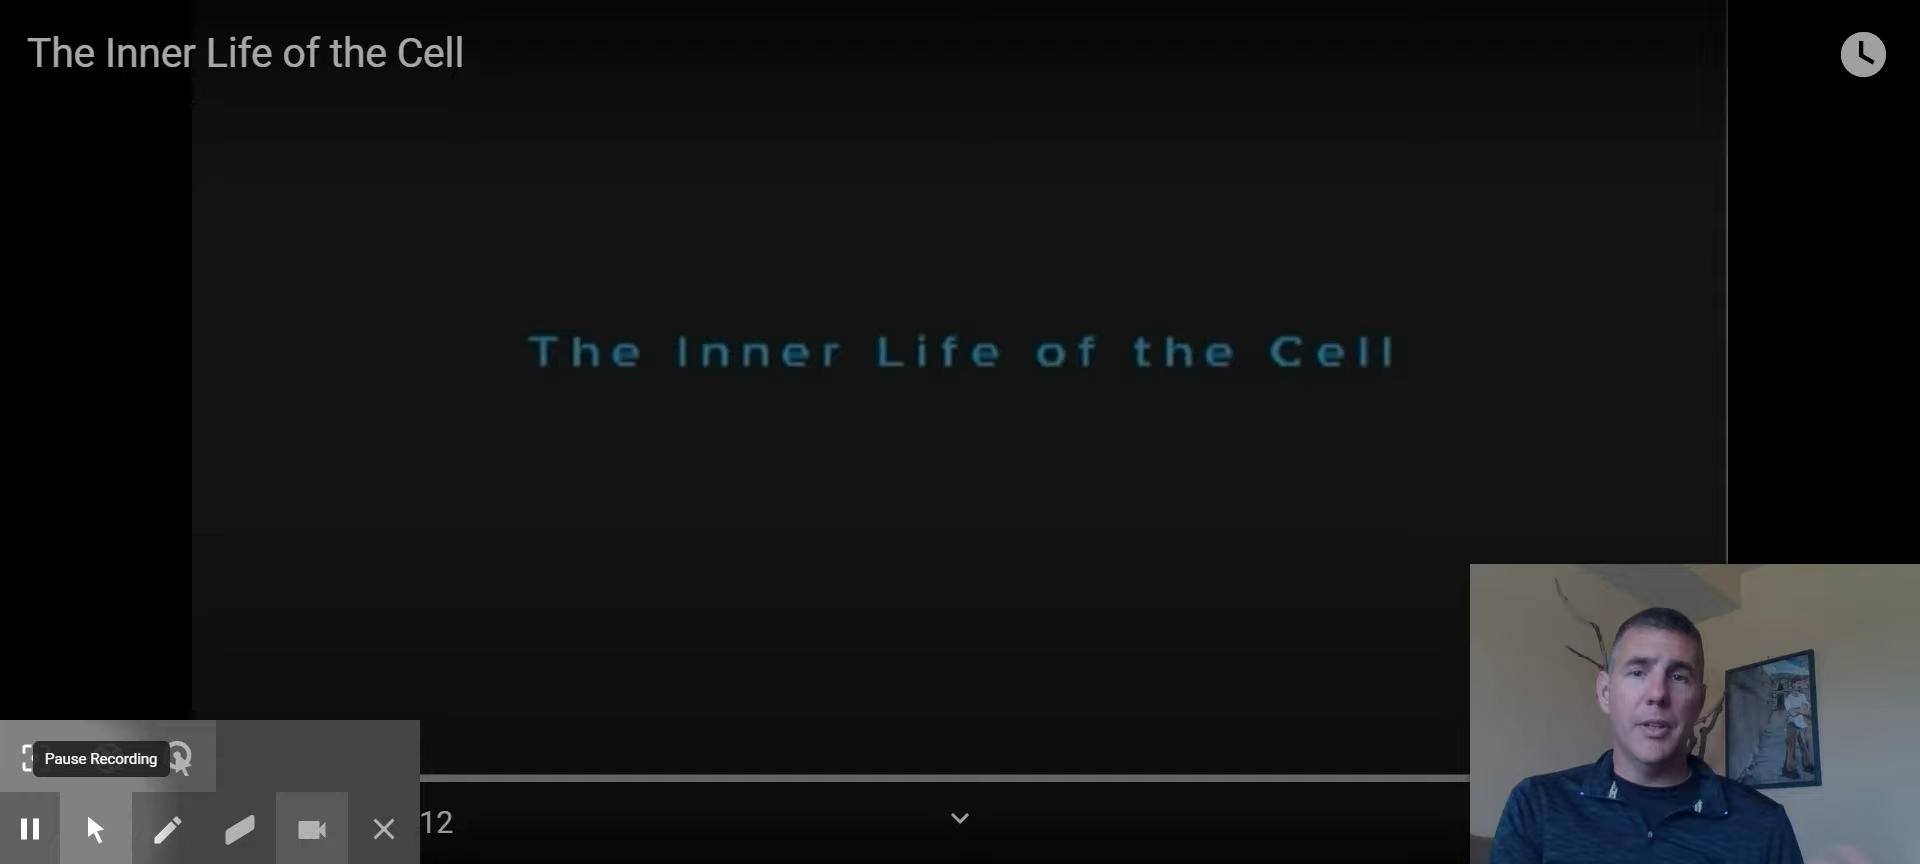 The Inner Life of the Cell
The Inner Life of the Cell
Pause Recording
12